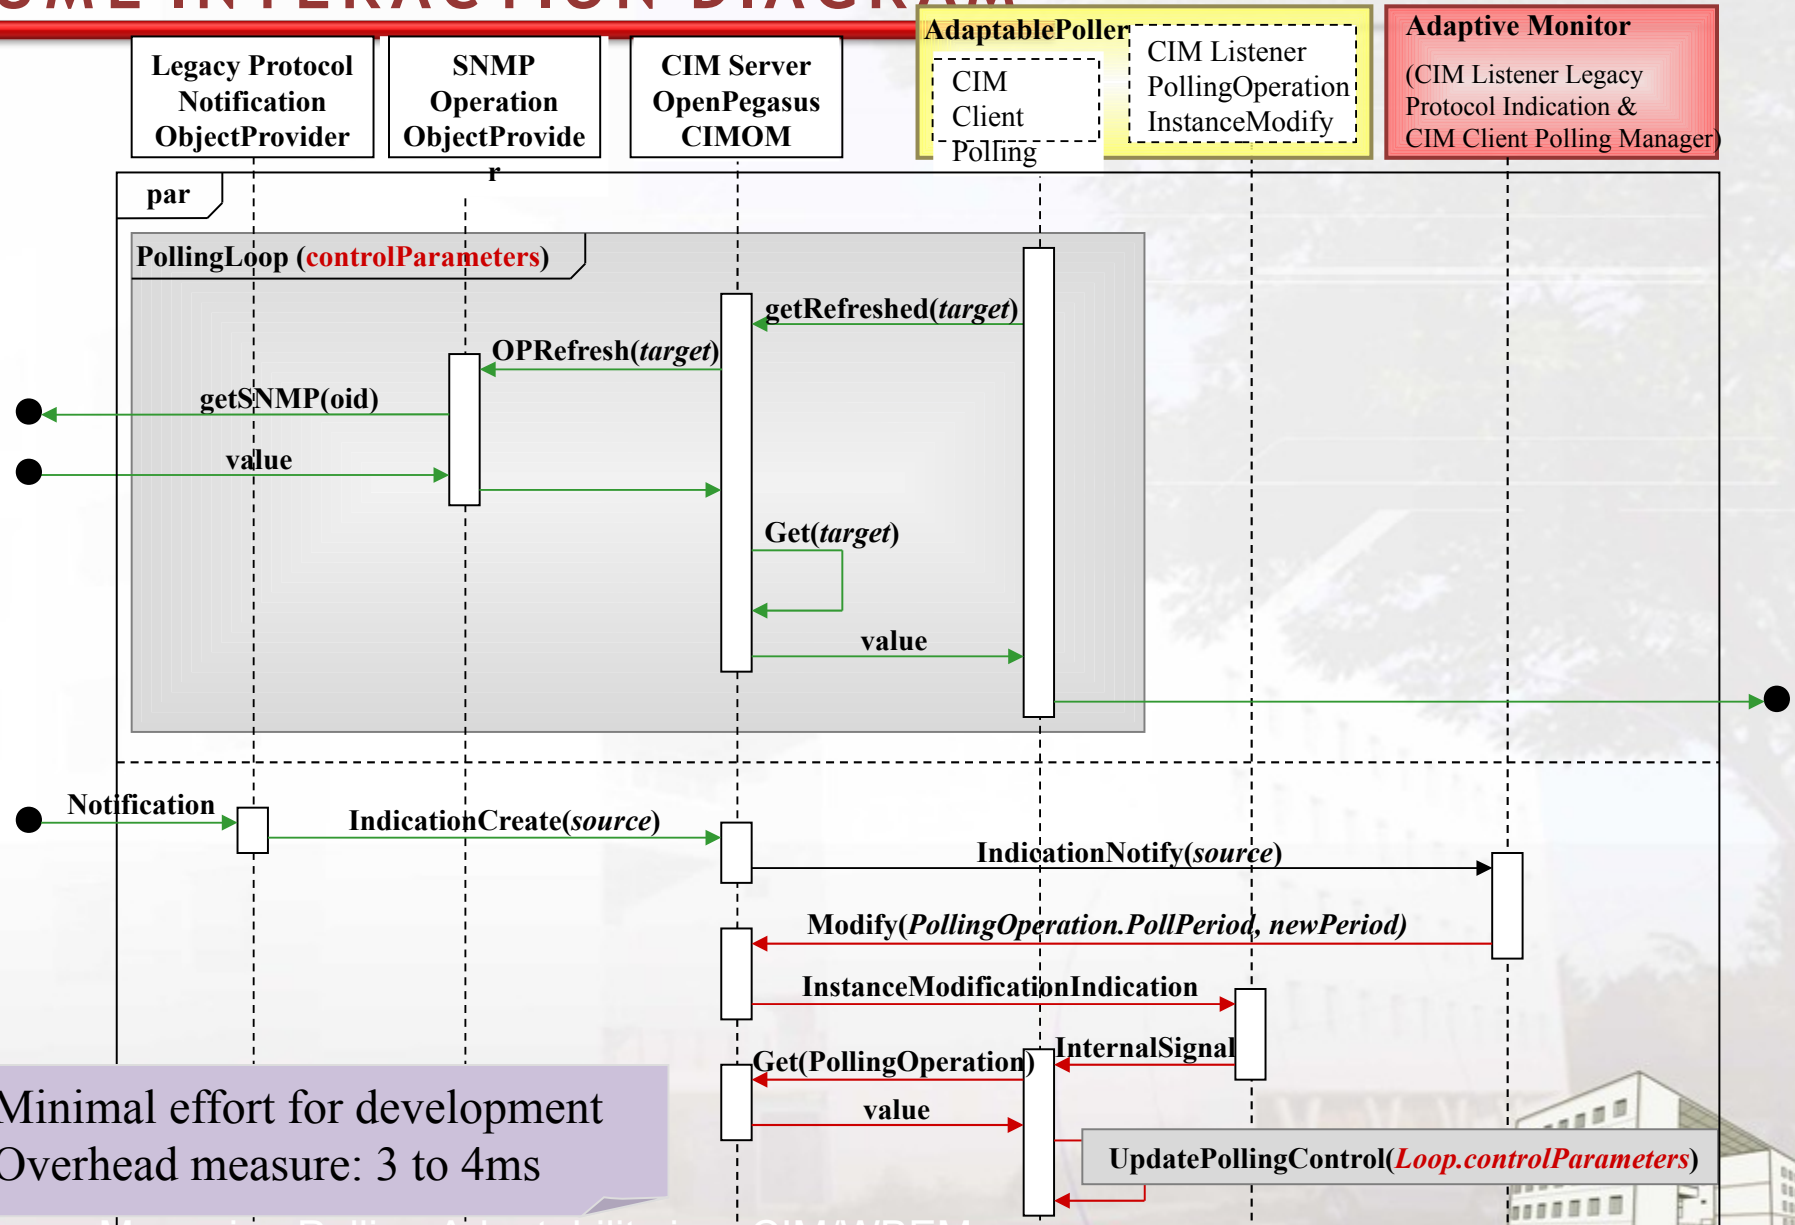 UML INTERACTION DIAGRAM
Legacy Protocol
Notification
ObjectProvider
SNMP
Operation
ObjectProvide
r
CIM Server
OpenPegasus
CIMOM
AdaptablePoller
CIM
Client
Polling
CIM Listener
PollingOperation
InstanceModify
Adaptive Monitor
(CIM Listener Legacy
Protocol Indication &
CIM Client Polling Manager)
par
PollingLoop (controlParameters)
getRefreshed(target)
OPRefresh(target)
getSNMP(oid)
value
Get(target)
value
Notification
IndicationCreate(source)
IndicationNotify(source)
Modify(PollingOperation.PollPeriod, newPeriod)
InstanceModificationIndication
InternalSignal
Get(PollingOperation)
value
UpdatePollingControl(Loop.controlParameters)
Minimal effort for development
Overhead measure: 3 to 4ms